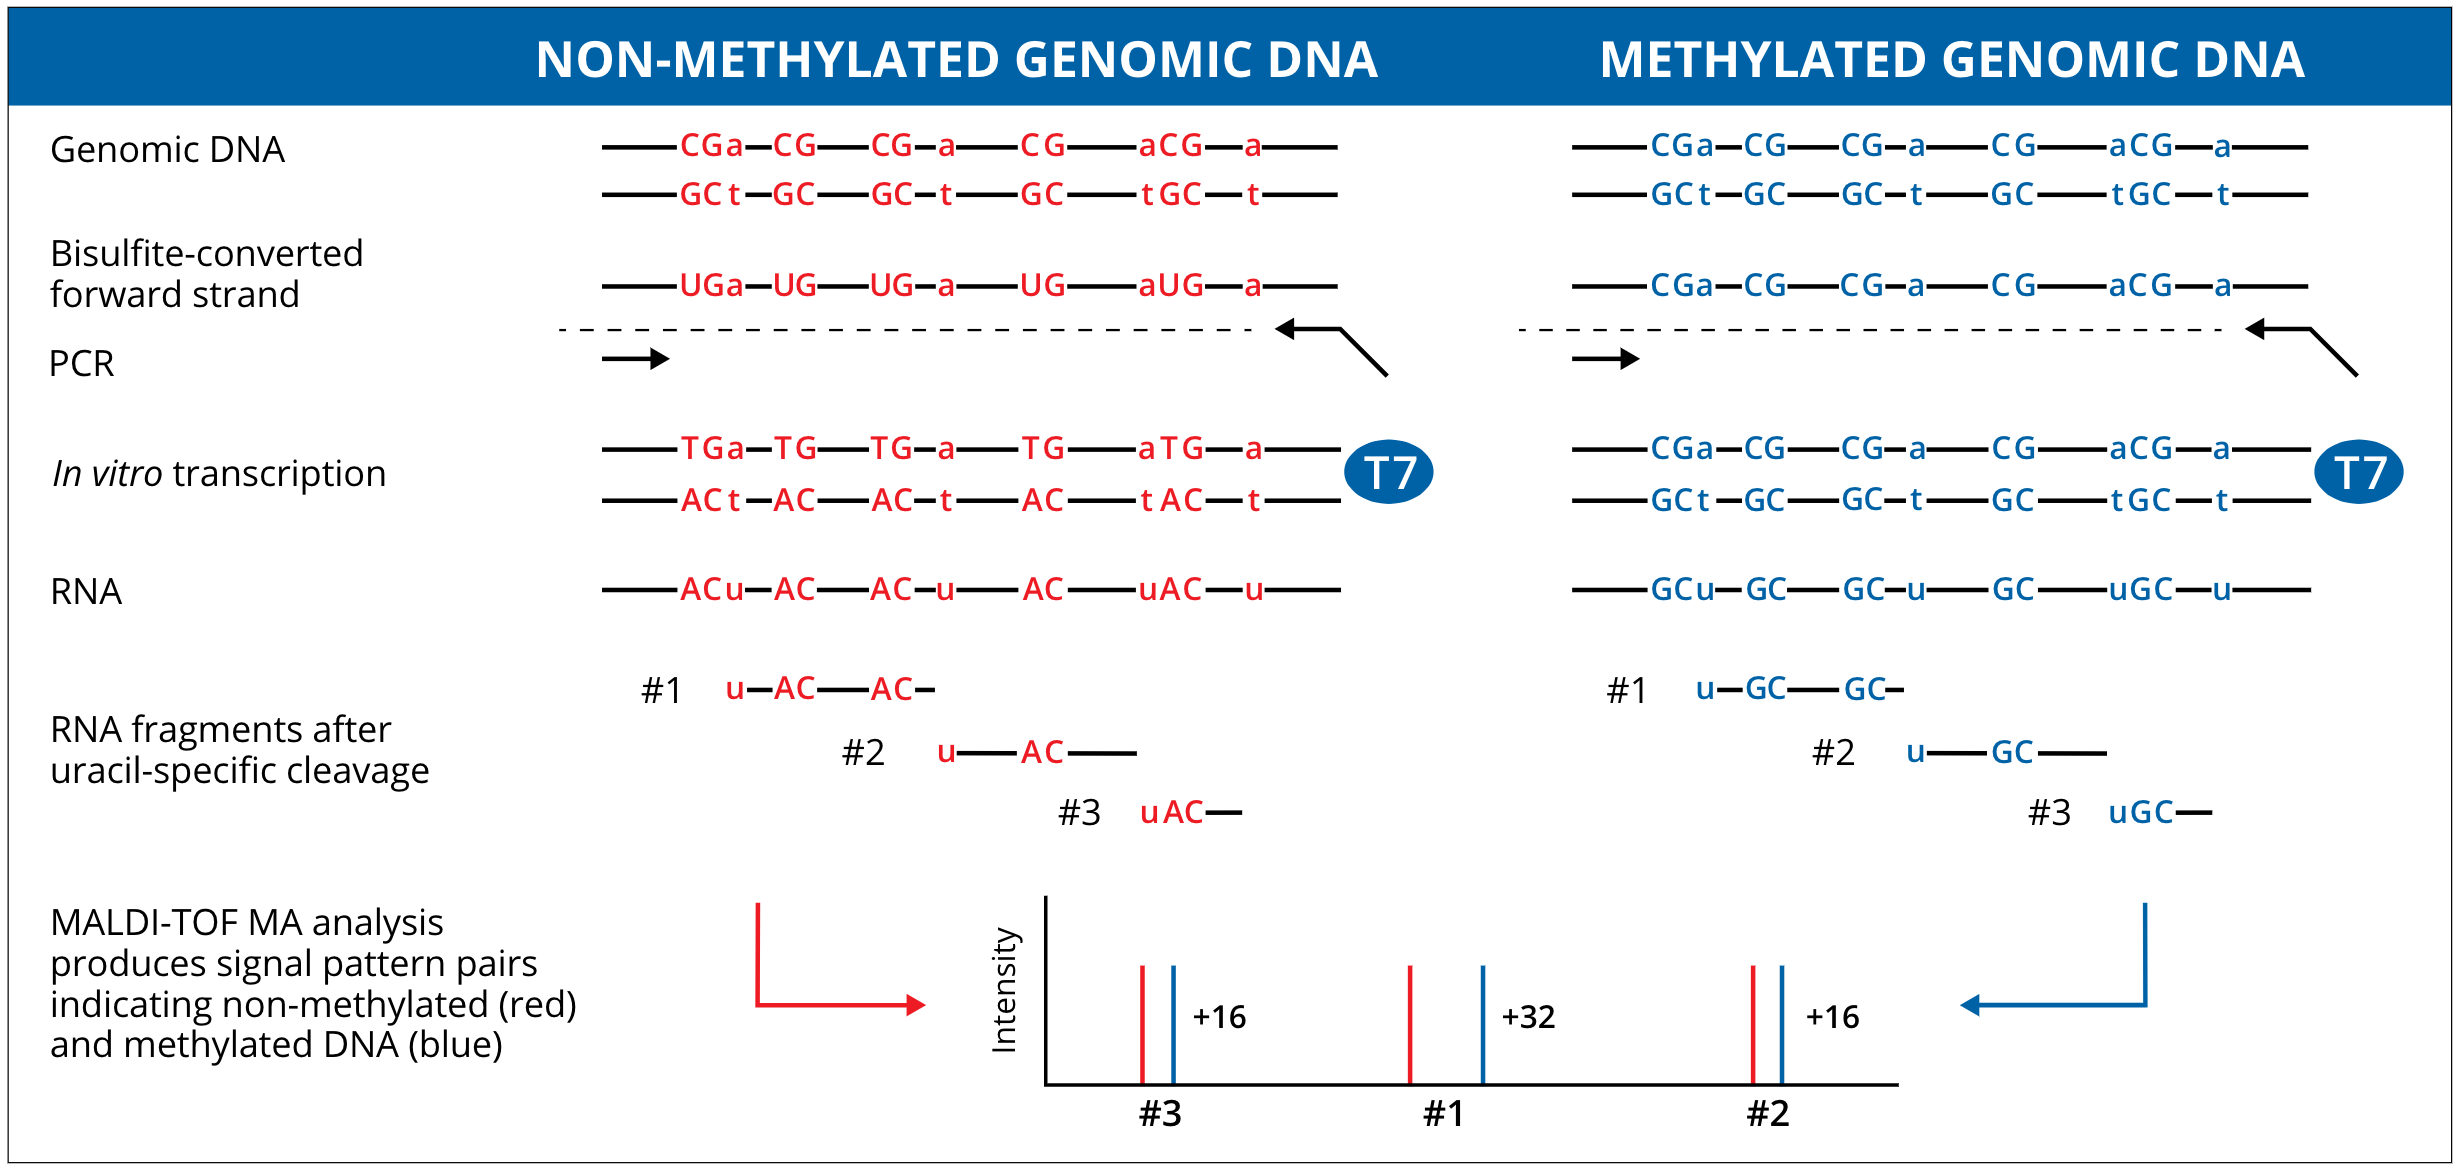 NON-METHYLATED GENOMIC DNA
METHYLATED GENOMIC DNA
Genomic DNA
CGa CG CG a CG aCG a
GCt GC GC t GC tGC t
CGa CG CG a CG aCG a
GCt GC GC t GC tGC t
Bisulfite-converted
forward strand
UGa UG UG a UG aUG a
CGa CG CG a CG aCG a
PCR
In vitro transcription
TGa TG TG a TG aTG a
ACt AC AC t AC tAC t
T7
CGa CG CG a CG aCG a
GCt GC GC t GC tGC t
T7
RNA
ACu AC AC u AC uAC u
GCu GC GC u GC uGC u
RNA fragments after
uracil-specific cleavage
#1 u AC AC
#2 u AC
#3 uAC
#1 u GC GC
#2 u GC
#3 uGC
MALDI-TOF MA analysis
produces signal pattern pairs
indicating non-methylated (red)
and methylated DNA (blue)
Intensity
+16 +32 +16
#3 #1 #2